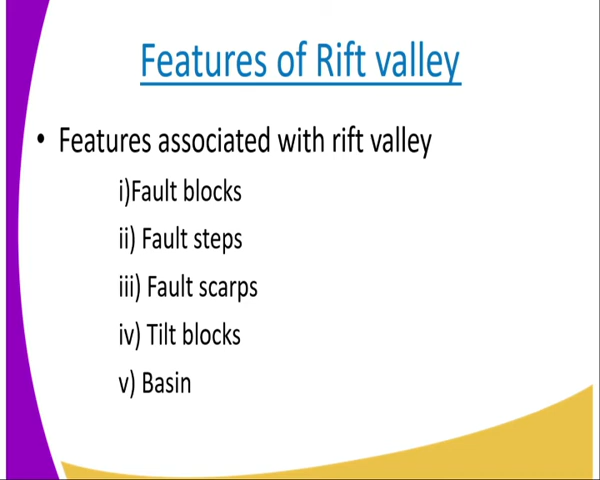 Features of Rift valley
• Features associated with rift valley
i)Fault blocks
ii) Fault steps
iii) Fault scarps
iv) Tilt blocks
v) Basin